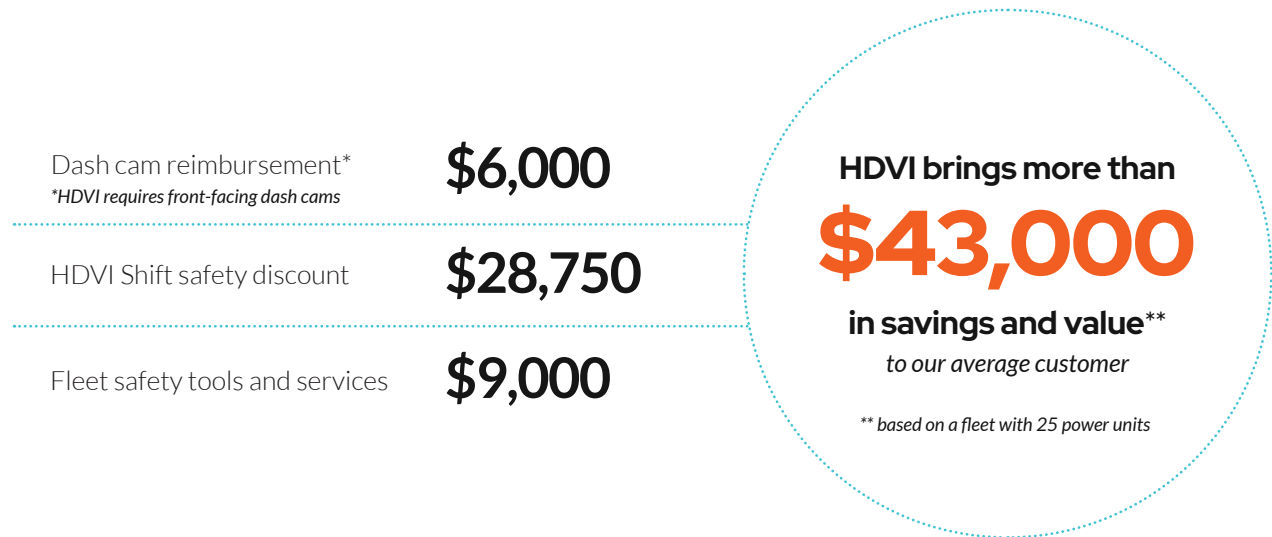 Dash cam reimbursement*
*HDVI requires front-facing dash cams
$6,000
HDVI Shift safety discount
$28,750
Fleet safety tools and services
$9,000
HDVI brings more than
$43,000
in savings and value**
to our average customer
** based on a fleet with 25 power units